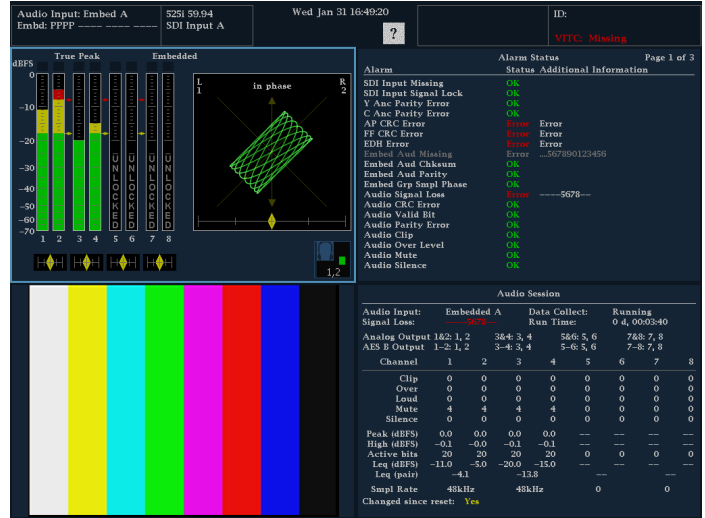 Audio Input: Embed A
Embd: PPPP ---- ---- ----
525i 59.94
SDI Input A
Wed Jan 31 16:49:20
?
ID:
VITC: Missing
True Peak Embedded
dBFS
0
-10
-20
-30
-40
-50
-60
-70
UNLOCKED UNLOCKED UNLOCKED UNLOCKED
1 2 3 4 5 6 7 8
L
1
in phase
R
2
1,2
Alarm Status Page 1 of 3
Alarm Status Additional Information
SDI Input Missing OK
SDI Input Signal Lock OK
Y Anc Parity Error OK
C Anc Parity Error OK
AP CRC Error Error Error
FF CRC Error Error Error
EDH Error Error Error
Embed Aud Missing Error ....567890123456
Embed Aud Chksum OK
Embed Aud Parity OK
Embed Grp Smpl Phase OK
Audio Signal Loss Error ----5678--
Audio CRC Error OK
Audio Valid Bit OK
Audio Parity Error OK
Audio Clip OK
Audio Over Level OK
Audio Mute OK
Audio Silence OK
Audio Session
Audio Input: Embedded A Data Collect: Running
Signal Loss: ----5678-- Run Time: 0 d, 00:03:40
Analog Output 1&2: 1, 2 3&4: 3, 4 5&6: 5, 6 7&8: 7, 8
AES B Output 1-2: 1, 2 3-4: 3, 4 5-6: 5, 6 7-8: 7, 8
Channel 1 2 3 4 5 6 7 8
Clip 0 0 0 0 0 0 0 0
Over 0 0 0 0 0 0 0 0
Loud 0 0 0 0 0 0 0 0
Mute 4 4 4 4 0 0 0 0
Silence 0 0 0 0 0 0 0 0
Peak (dBFS) 0.0 0.0 0.0 0.0 -- -- -- --
High (dBFS) -0.1 -0.0 -0.1 -0.1 -- -- -- --
Active bits 20 20 20 20 0 0 0 0
Leq (dBFS) -11.0 -5.0 -20.0 -15.0 -- -- -- --
Leq (pair) -4.1 -13.8 -- --
Smpl Rate 48kHz 48kHz 0 0
Changed since reset: Yes